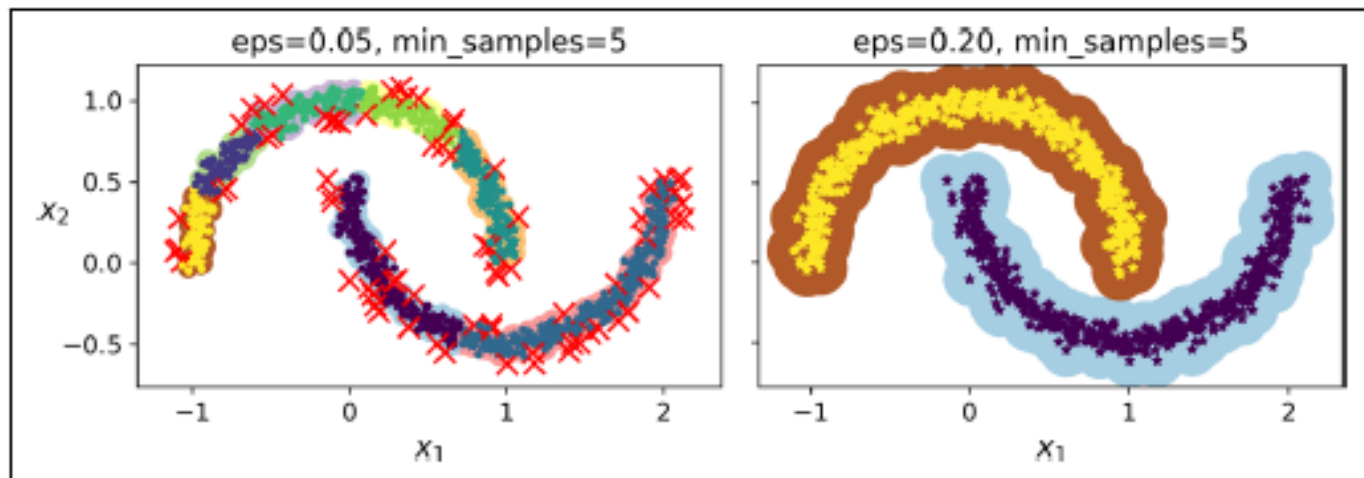 eps=0.05, min_samples=5
eps=0.20, min_samples=5
1.0
0.5
x₂
0.0
−0.5
−1 0 1 2
−1 0 1 2
x₁
x₁